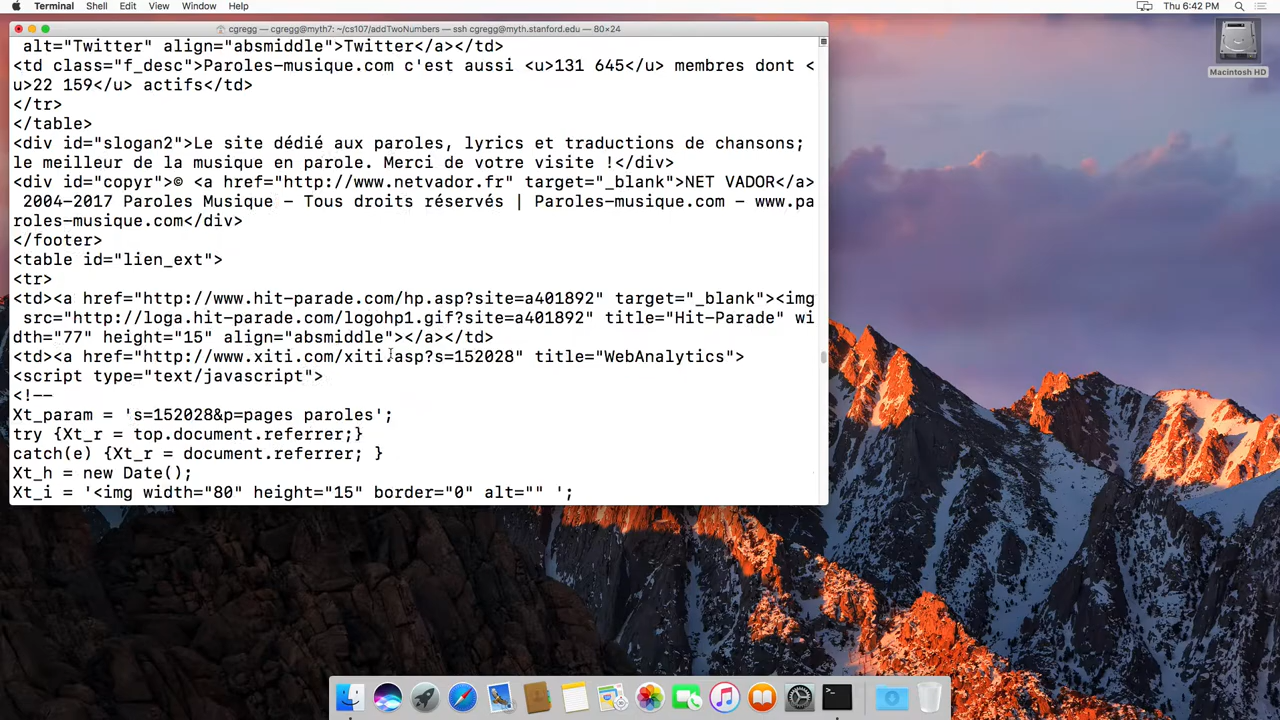 Terminal Shell Edit View Window Help Thu 6:42 PM
cgregg — cgregg@myth7: ~/cs107/addTwoNumbers — ssh cgregg@myth.stanford.edu — 80×24
Macintosh HD
alt="Twitter" align="absmiddle">Twitter</a></td>
<td class="f_desc">Paroles-musique.com c'est aussi <u>131 645</u> membres dont <
u>22 159</u> actifs</td>
</tr>
</table>
<div id="slogan2">Le site dédié aux paroles, lyrics et traductions de chansons;
le meilleur de la musique en parole. Merci de votre visite !</div>
<div id="copyr">© <a href="http://www.netvador.fr" target="_blank">NET VADOR</a>
2004-2017 Paroles Musique - Tous droits réservés | Paroles-musique.com - www.pa
roles-musique.com</div>
</footer>
<table id="lien_ext">
<tr>
<td><a href="http://www.hit-parade.com/hp.asp?site=a401892" target="_blank"><img
src="http://loga.hit-parade.com/logohp1.gif?site=a401892" title="Hit-Parade" wi
dth="77" height="15" align="absmiddle"></a></td>
<td><a href="http://www.xiti.com/xiti.asp?s=152028" title="WebAnalytics">
<script type="text/javascript">
<!--
Xt_param = 's=152028&p=pages paroles';
try {Xt_r = top.document.referrer;}
catch(e) {Xt_r = document.referrer; }
Xt_h = new Date();
Xt_i = '<img width="80" height="15" border="0" alt="" ';